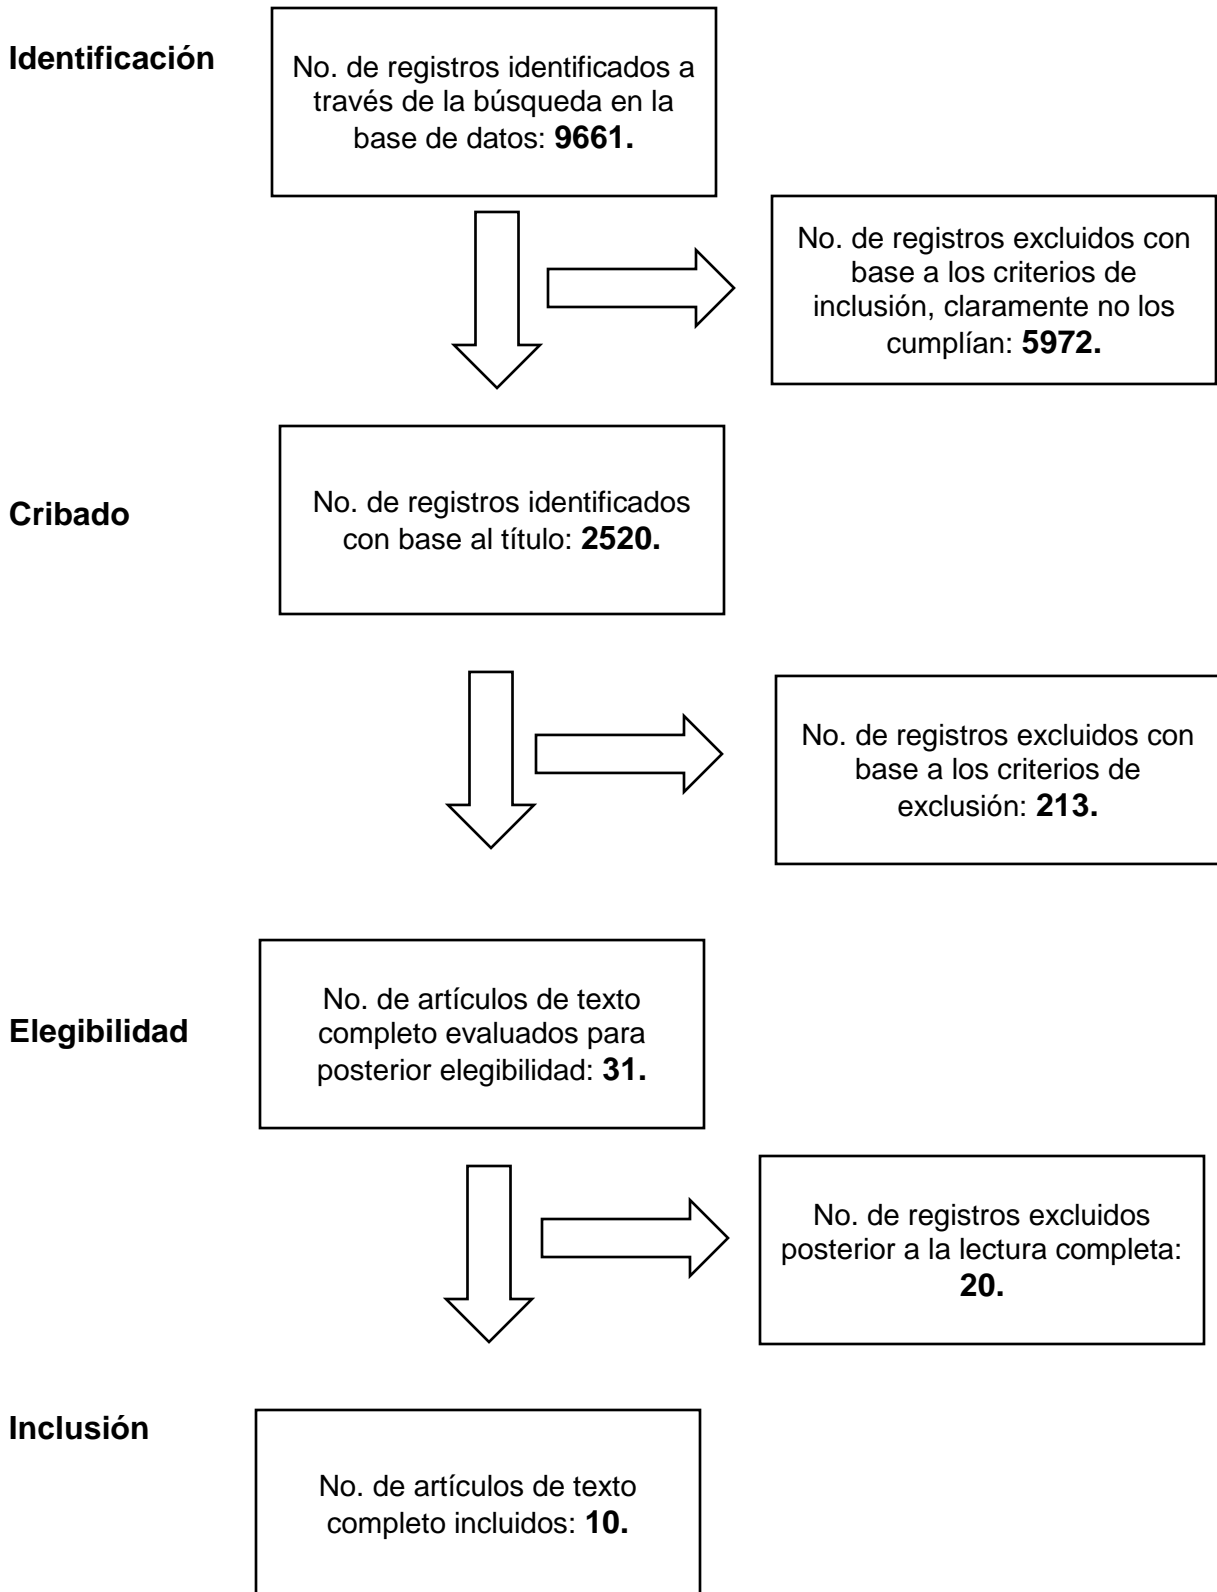 Identificación
No. de registros identificados a
través de la búsqueda en la
base de datos: 9661.
No. de registros excluidos con
base a los criterios de
inclusión, claramente no los
cumplían: 5972.
Cribado
No. de registros identificados
con base al título: 2520.
No. de registros excluidos con
base a los criterios de
exclusión: 213.
Elegibilidad
No. de artículos de texto
completo evaluados para
posterior elegibilidad: 31.
No. de registros excluidos
posterior a la lectura completa:
20.
Inclusión
No. de artículos de texto
completo incluidos: 10.